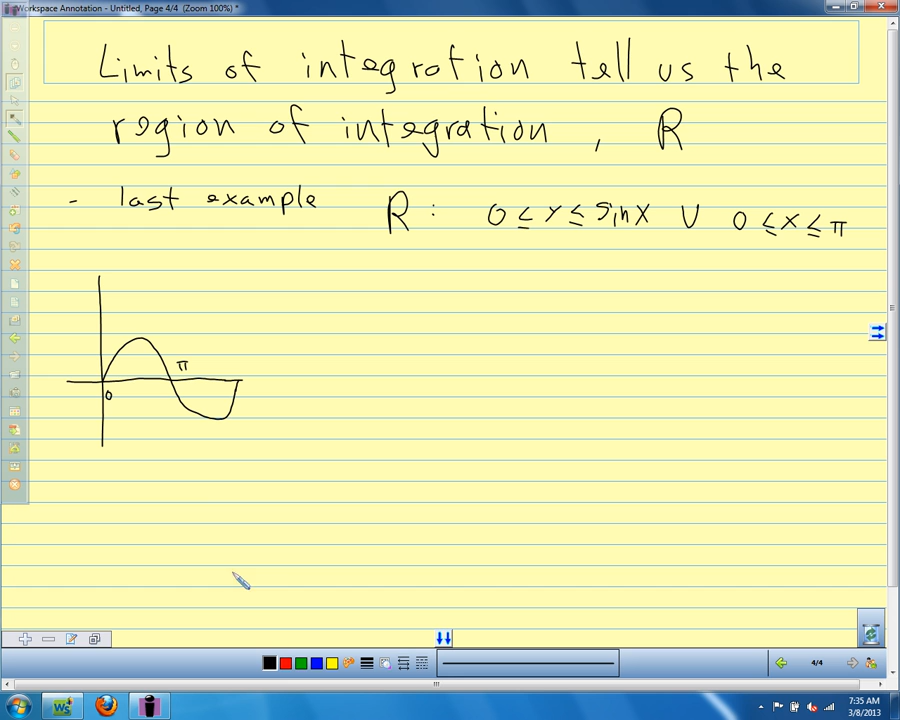 Workspace Annotation - Untitled, Page 4/4 (Zoom 100%) *
Limits of integration tell us the
region of integration , R
- last example R : 0 ≤ y ≤ sinx U 0 ≤ x ≤ π
π
0
4/4
7:35 AM
3/8/2013